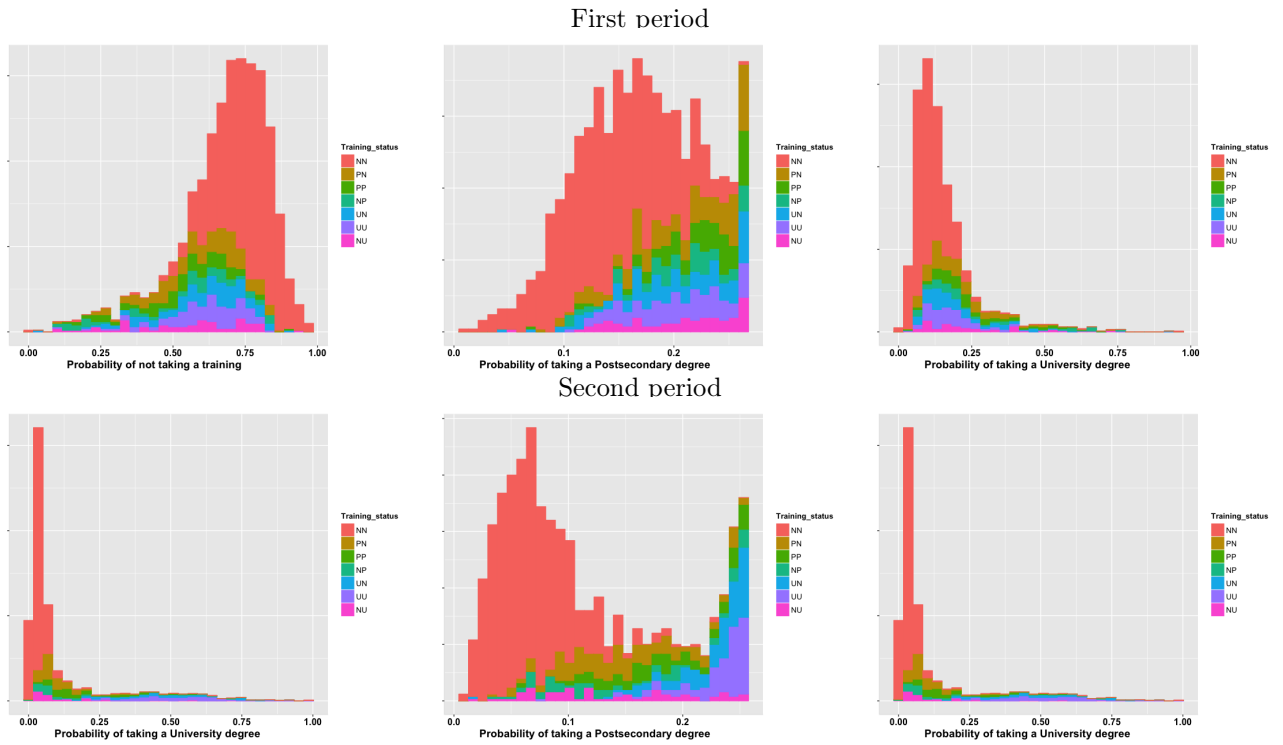 First period
Training_status
NN
PN
PP
NP
UN
UU
NU
0.00 0.25 0.50 0.75 1.00
Probability of not taking a training
Training_status
NN
PN
PP
NP
UN
UU
NU
0.0 0.1 0.2
Probability of taking a Postsecondary degree
Training_status
NN
PN
PP
NP
UN
UU
NU
0.00 0.25 0.50 0.75 1.00
Probability of taking a University degree
Second period
Training_status
NN
PN
PP
NP
UN
UU
NU
0.00 0.25 0.50 0.75 1.00
Probability of taking a University degree
Training_status
NN
PN
PP
NP
UN
UU
NU
0.0 0.1 0.2
Probability of taking a Postsecondary degree
Training_status
NN
PN
PP
NP
UN
UU
NU
0.00 0.25 0.50 0.75 1.00
Probability of taking a University degree